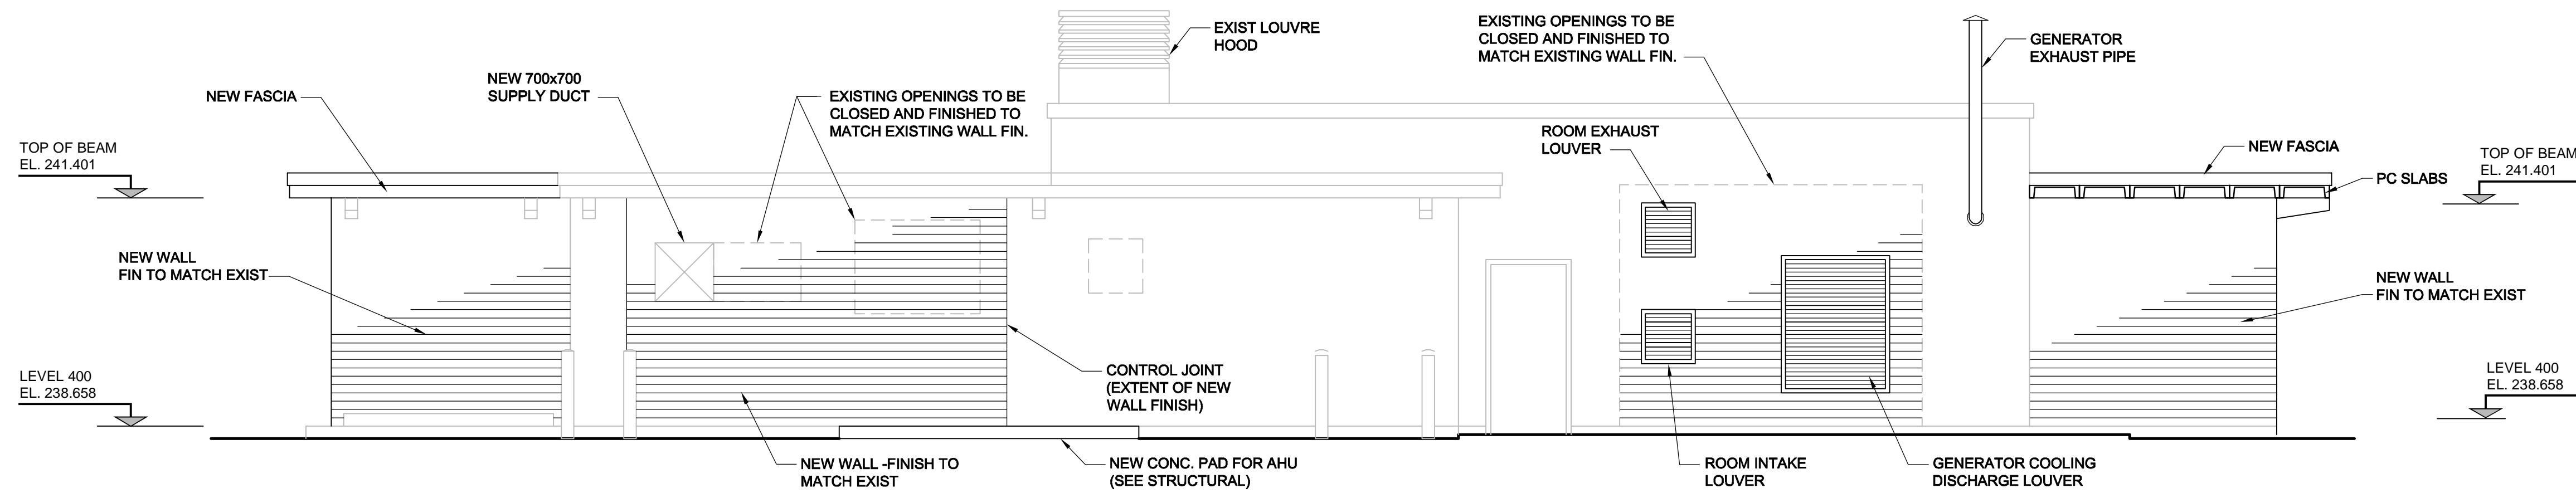 EXIST LOUVRE
HOOD
EXISTING OPENINGS TO BE
CLOSED AND FINISHED TO
MATCH EXISTING WALL FIN.
GENERATOR
EXHAUST PIPE
NEW 700x700
SUPPLY DUCT
NEW FASCIA
EXISTING OPENINGS TO BE
CLOSED AND FINISHED TO
MATCH EXISTING WALL FIN.
ROOM EXHAUST
LOUVER
TOP OF BEAM
EL. 241.401
NEW FASCIA
TOP OF BEAM
EL. 241.401
PC SLABS
NEW WALL
FIN TO MATCH EXIST
NEW WALL
FIN TO MATCH EXIST
LEVEL 400
EL. 238.658
CONTROL JOINT
(EXTENT OF NEW
WALL FINISH)
LEVEL 400
EL. 238.658
NEW WALL -FINISH TO
MATCH EXIST
NEW CONC. PAD FOR AHU
(SEE STRUCTURAL)
ROOM INTAKE
LOUVER
GENERATOR COOLING
DISCHARGE LOUVER